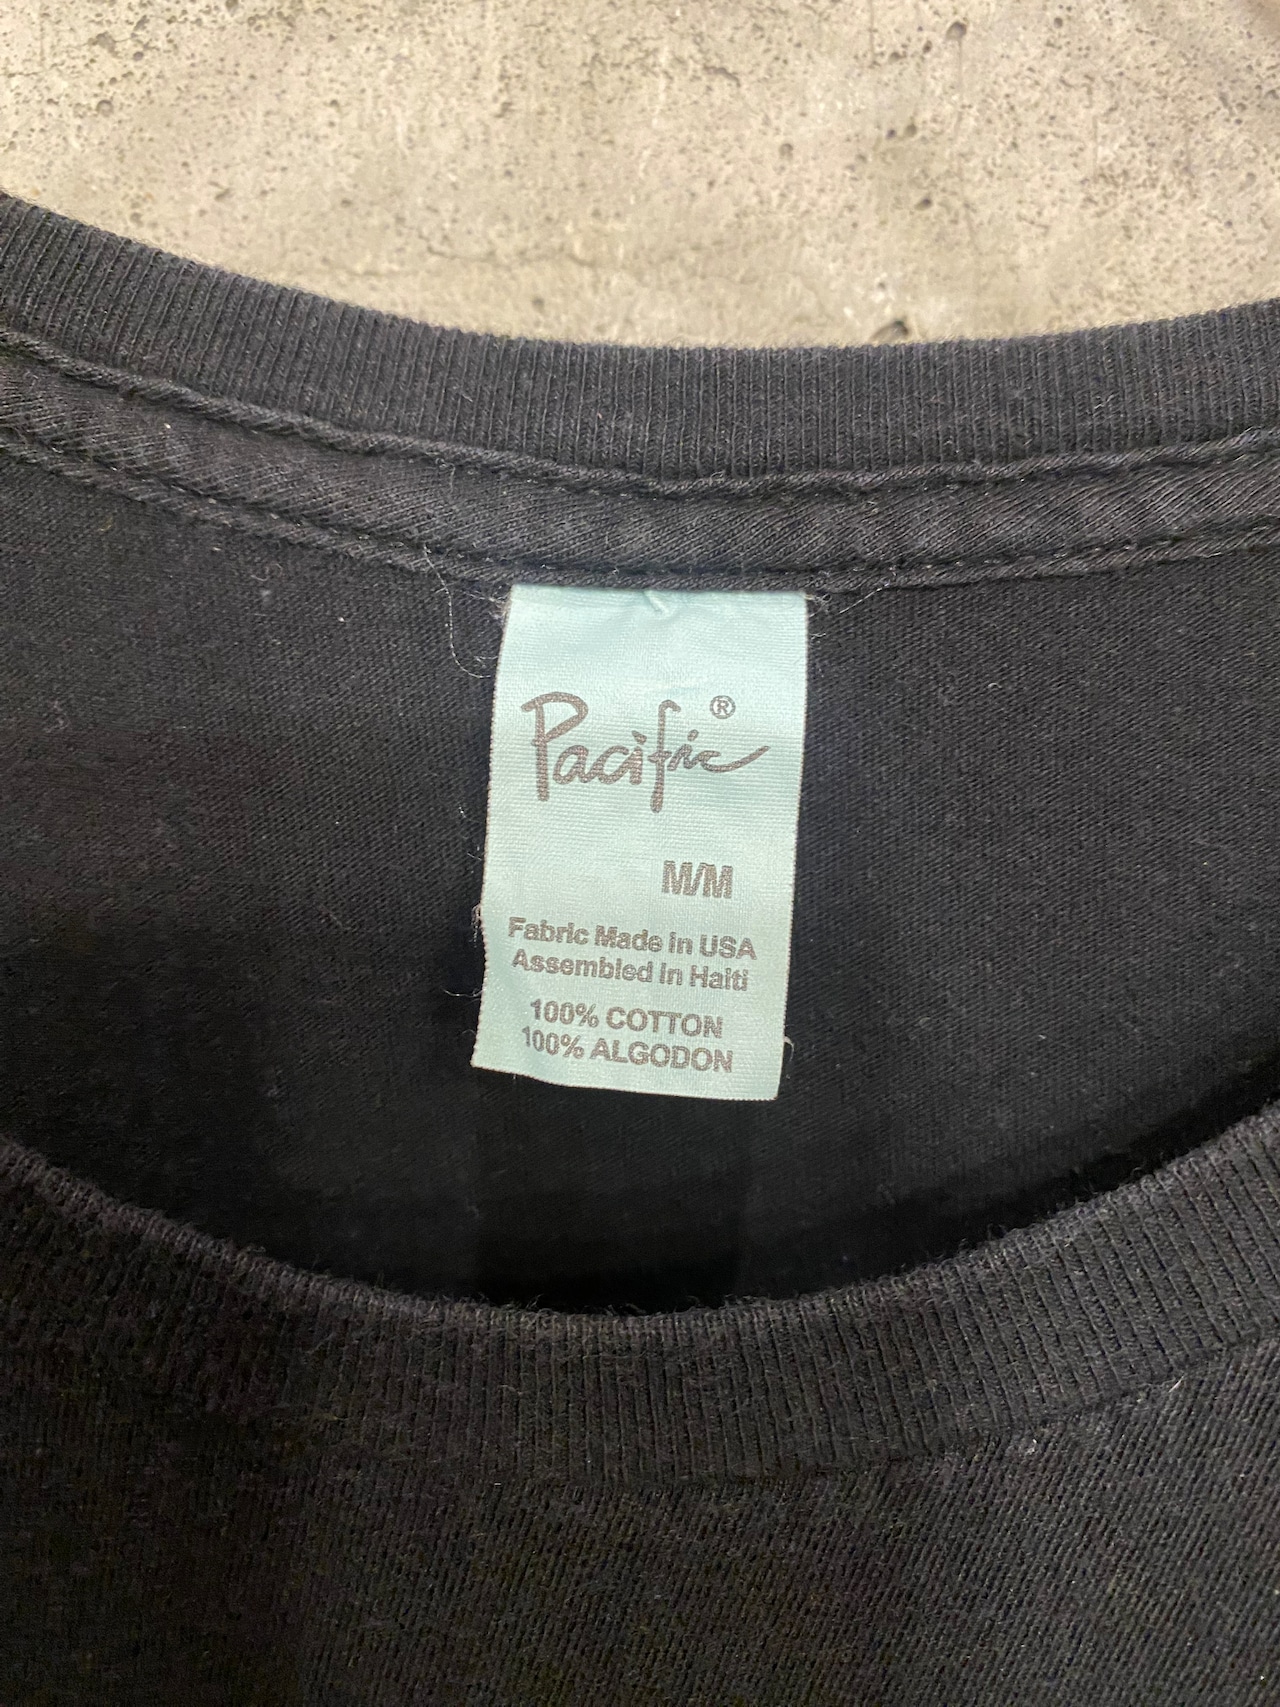 Pacific®
M/M
Fabric Made in USA
Assembled in Haiti
100% COTTON
100% ALGODON